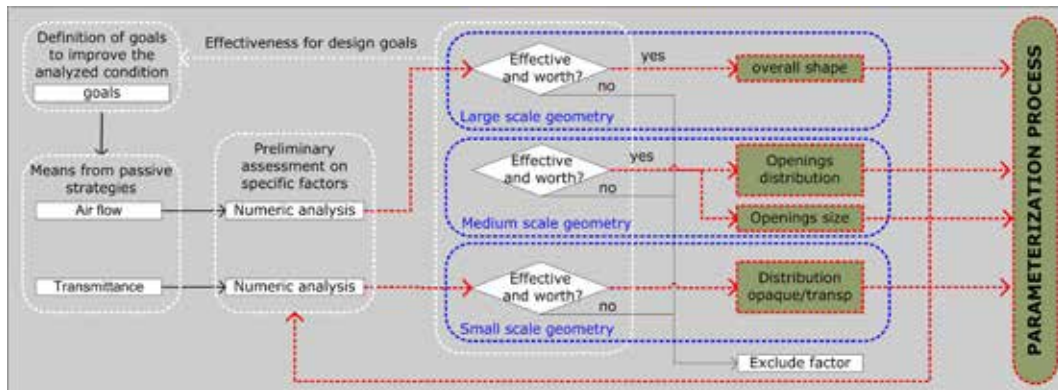 Definition of goals
to improve the
analyzed condition
goals
Effectiveness for design goals
Means from passive
strategies
Air flow
Transmittance
Preliminary
assessment on
specific factors
Numeric analysis
Numeric analysis
Effective
and worth?
yes
no
overall shape
Large scale geometry
Effective
and worth?
yes
no
Openings
distribution
Openings size
Medium scale geometry
Effective
and worth?
no
Distribution
opaque/transp
Small scale geometry
Exclude factor
PARAMETERIZATION PROCESS